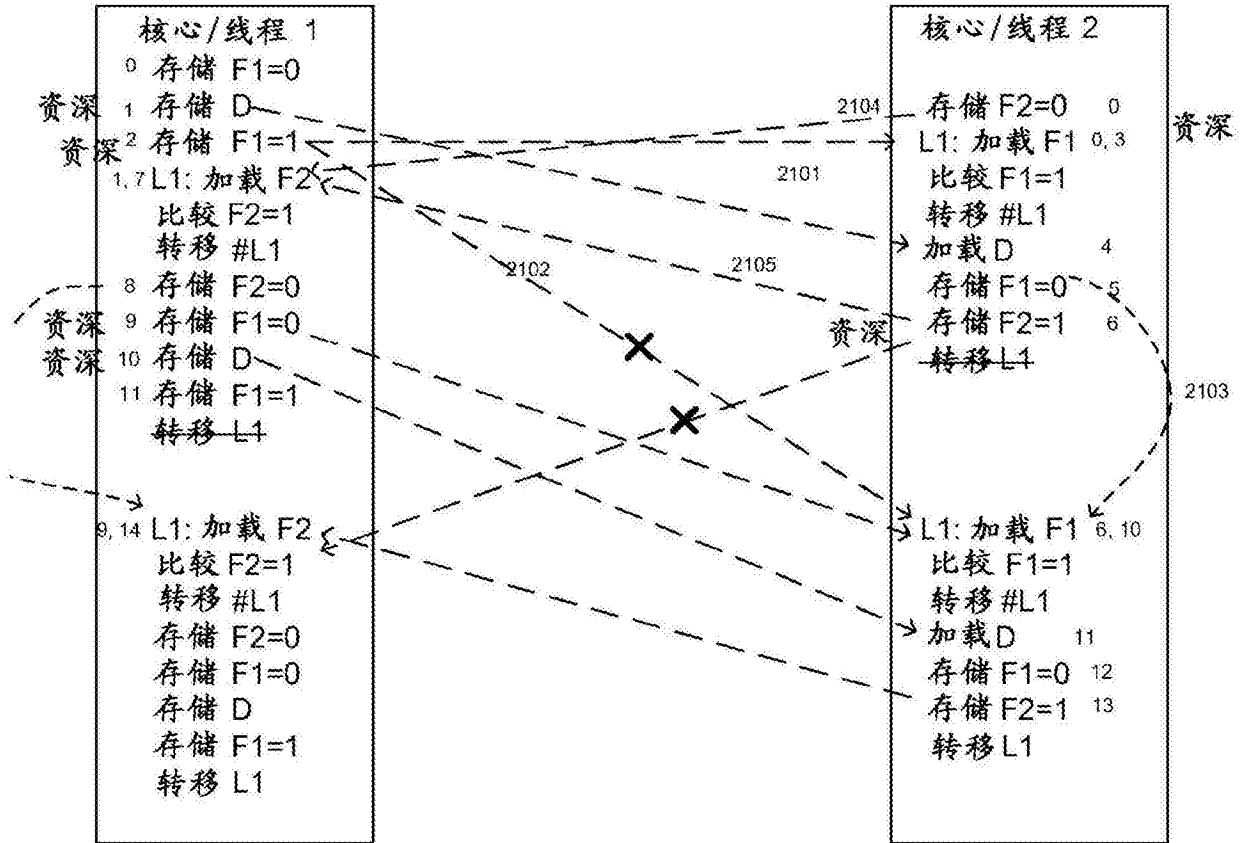 核心/线程 1
0 存储 F1=0
资深 1 存储 D
资深 2 存储 F1=1
1, 7 L1: 加载 F2
比较 F2=1
转移 #L1
8 存储 F2=0
资深 9 存储 F1=0
资深 10 存储 D
11 存储 F1=1
转移 L1
9, 14 L1: 加载 F2
比较 F2=1
转移 #L1
存储 F2=0
存储 F1=0
存储 D
存储 F1=1
转移 L1
2104
2101
2102
2105
2103
核心/线程 2
存储 F2=0 0
资深
L1: 加载 F1 0, 3
比较 F1=1
转移 #L1
加载 D 4
存储 F1=0 5
资深 存储 F2=1 6
转移 L1
L1: 加载 F1 6, 10
比较 F1=1
转移 #L1
加载 D 11
存储 F1=0 12
存储 F2=1 13
转移 L1